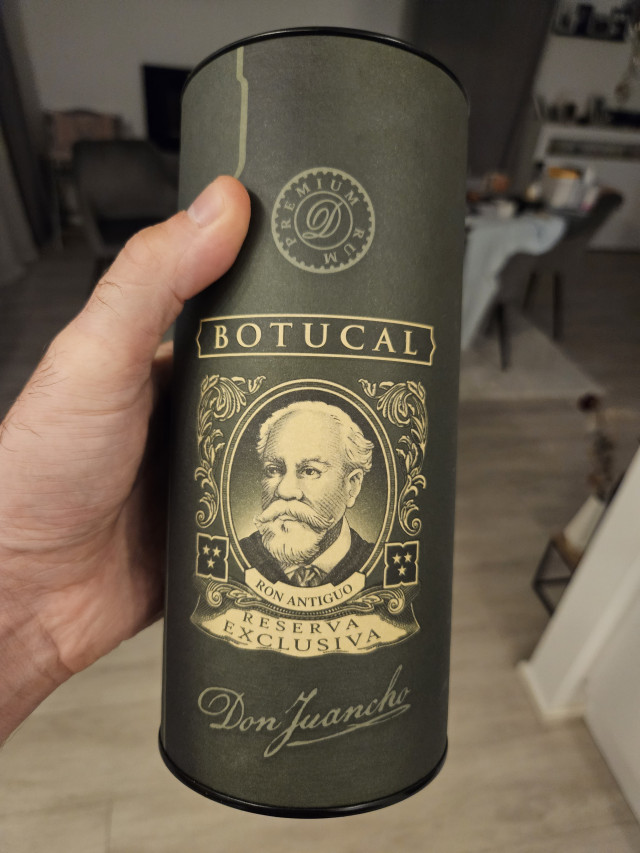 PREMIUM RUM
D
BOTUCAL
RON ANTIGUO
RESERVA
EXCLUSIVA
Don Juancho